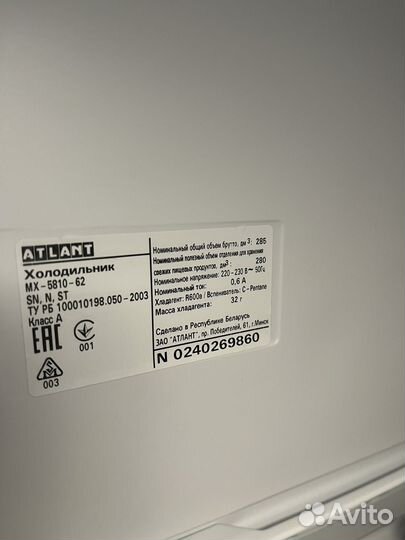 ATLANT
Холодильник
МХ-5810-62
SN, N, ST
ТУ РБ 100010198.050-2003
Класс A
EAC
001
003
Номинальный общий объем брутто, дм³: 285
Номинальный полезный объем отделения для хранения
свежих пищевых продуктов, дм³: 280
Номинальное напряжение: 220-230 В~ 50Гц
Номинальный ток: 0,6 А
Хладагент: R600a / Вспениватель: C-Pentane
Масса хладагента: 32 г
Сделано в Республике Беларусь
ЗАО "АТЛАНТ", пр. Победителей, 61, г.Минск
N 0240269860
Avito